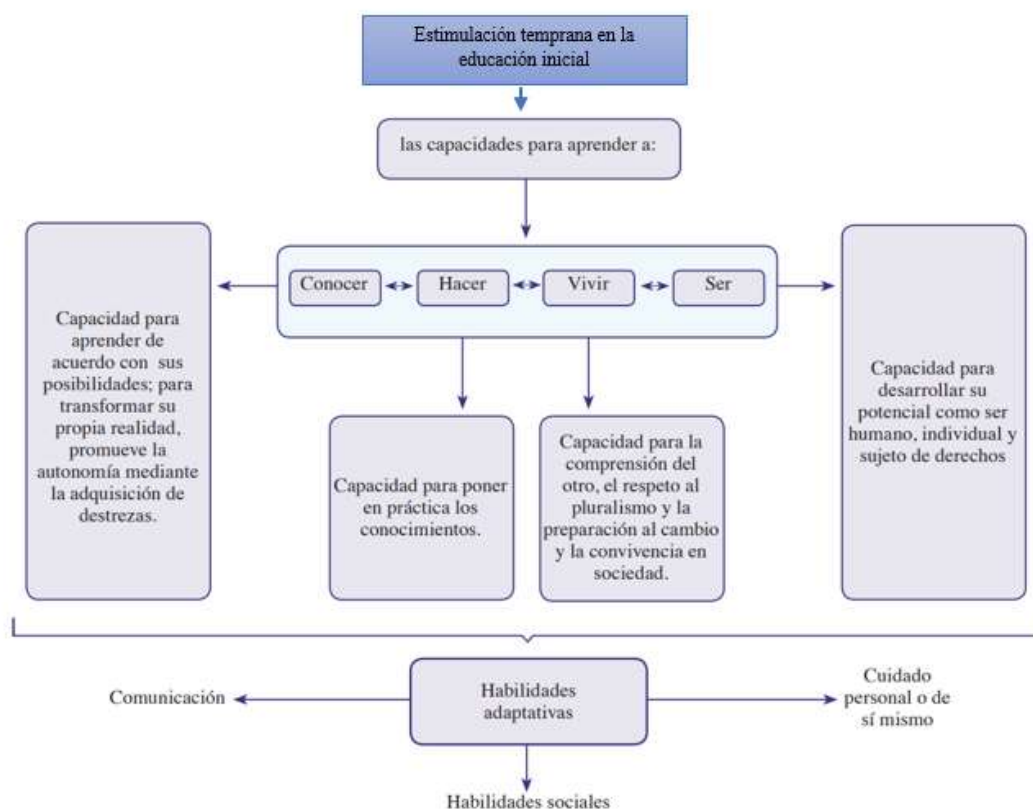 Estimulación temprana en la
educación inicial
las capacidades para aprender a:
Conocer
Hacer
Vivir
Ser
Capacidad para
aprender de
acuerdo con sus
posibilidades; para
transformar su
propia realidad,
promueve la
autonomía mediante
la adquisición de
destrezas.
Capacidad para poner
en práctica los
conocimientos.
Capacidad para la
comprensión del
otro, el respeto al
pluralismo y la
preparación al cambio
y la convivencia en
sociedad.
Capacidad para
desarrollar su
potencial como ser
humano, individual y
sujeto de derechos
Habilidades
adaptativas
Comunicación
Cuidado
personal o de
sí mismo
Habilidades sociales